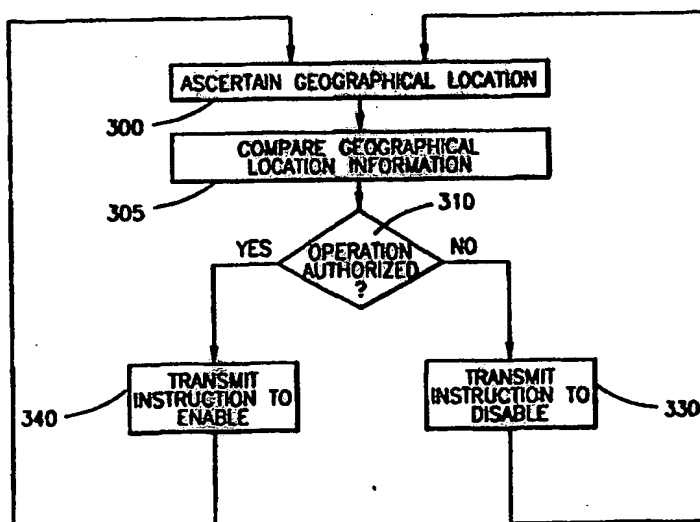 ASCERTAIN GEOGRAPHICAL LOCATION
300
COMPARE GEOGRAPHICAL
LOCATION INFORMATION
305
310
YES
OPERATION
AUTHORIZED
?
NO
TRANSMIT
INSTRUCTION TO
ENABLE
340
TRANSMIT
INSTRUCTION TO
DISABLE
330